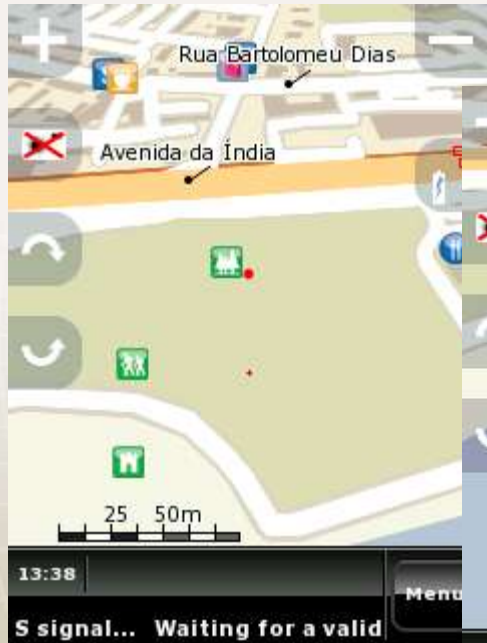 Rua Bartolomeu Dias
Avenida da Índia
25 50m
13:38
Menu
S signal... Waiting for a valid